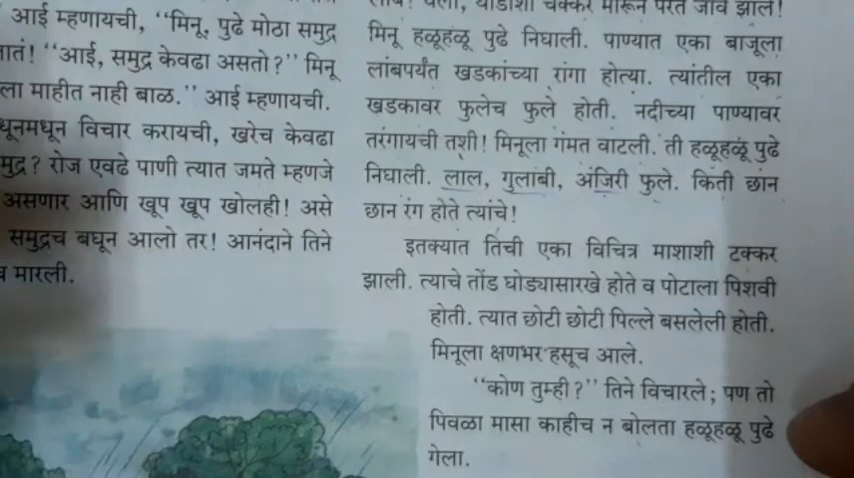 आई म्हणायची, “मिनू, पुढे मोठा समुद्र
“आई, समुद्र केवढा असतो?” मिनू
ला माहीत नाही बाळ.” आई म्हणायची.
विचार करायची, खरेच केवढा
रोज एवढे पाणी त्यात जमते म्हणजे
असणार आणि खूप खूप खोलही! असे
समुद्रच बघून आलो तर! आनंदाने तिने
मारली.
चक्कर मारून परत जावे झाले!
मिनू हळूहळू पुढे निघाली. पाण्यात एका बाजूला
लांबपर्यंत खडकांच्या रांगा होत्या. त्यांतील एका
खडकावर फुलेच फुले होती. नदीच्या पाण्यावर
तरंगायची तशी! मिनूला गंमत वाटली. ती हळूहळू पुढे
निघाली. लाल, गुलाबी, अंजिरी फुले. किती छान
छान रंग होते त्यांचे!
इतक्यात तिची एका विचित्र माशाशी टक्कर
झाली. त्याचे तोंड घोड्यासारखे होते व पोटाला पिशवी
होती. त्यात छोटी छोटी पिल्ले बसलेली होती.
मिनूला क्षणभर हसूच आले.
“कोण तुम्ही?” तिने विचारले; पण तो
पिवळा मासा काहीच न बोलता हळूहळू पुढे
गेला.